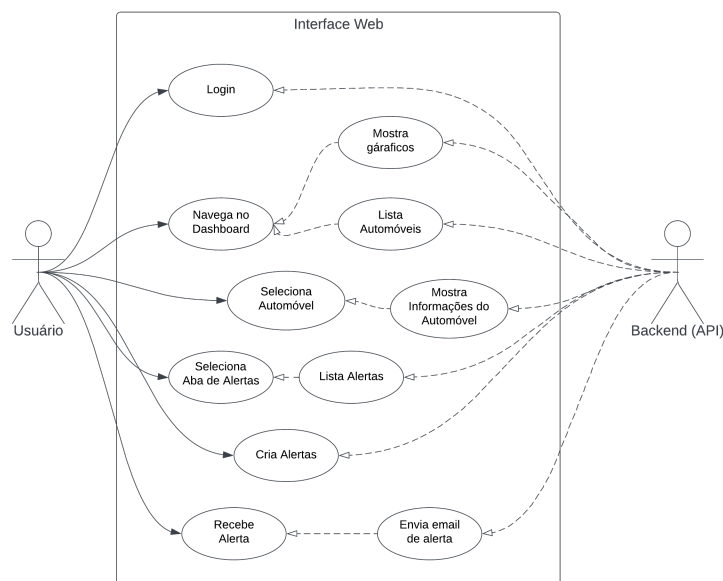 Interface Web
Login
Mostra
gáraficos
Navega no
Dashboard
Lista
Automóveis
Seleciona
Automóvel
Mostra
Informações do
Automóvel
Usuário
Backend (API)
Seleciona
Aba de Alertas
Lista Alertas
Cria Alertas
Recebe
Alerta
Envia email
de alerta